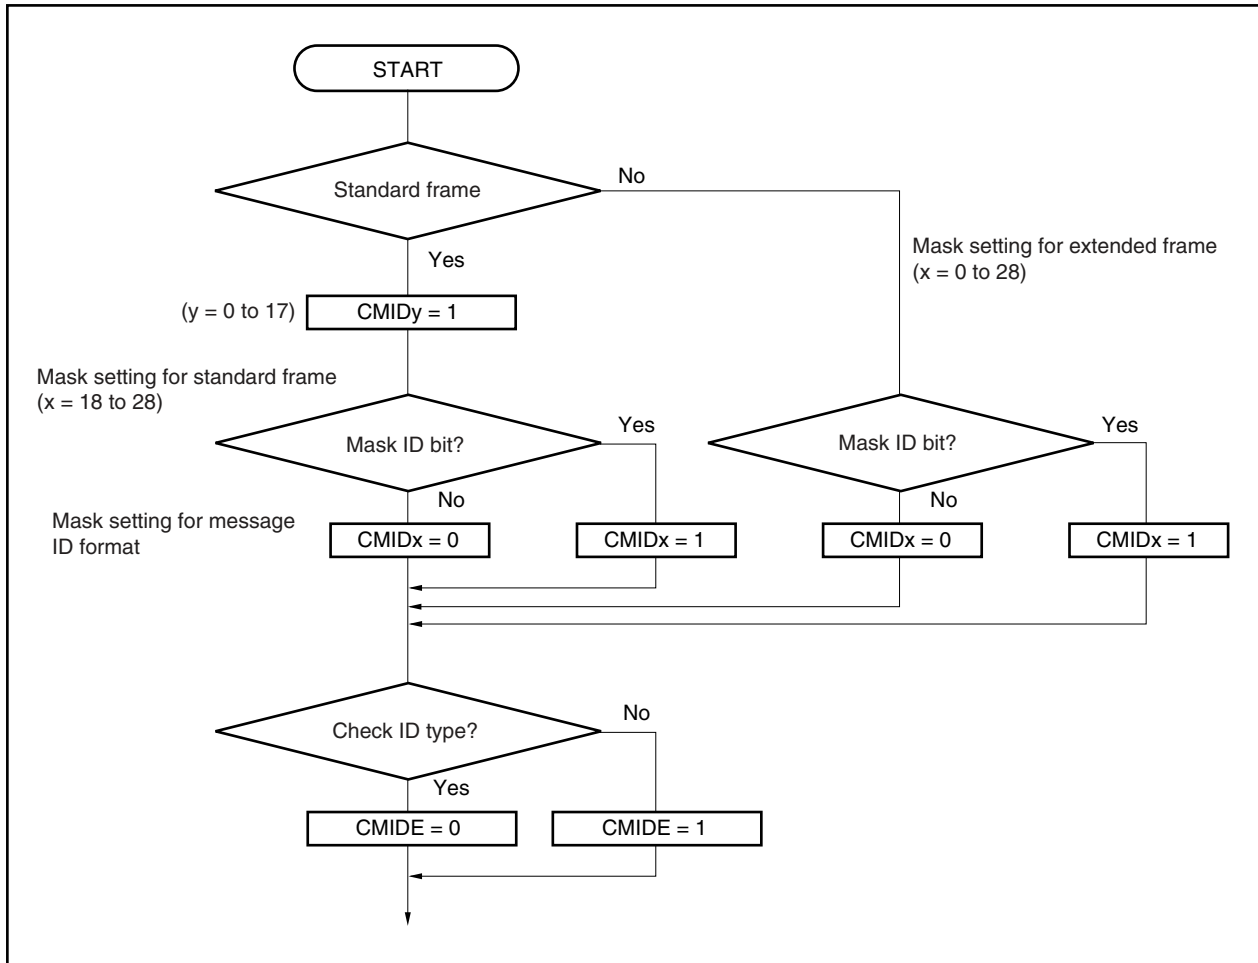 START
Standard frame
No
Yes
Mask setting for extended frame
(x = 0 to 28)
(y = 0 to 17)
CMIDy = 1
Mask setting for standard frame
(x = 18 to 28)
Mask ID bit?
Yes
Mask ID bit?
Yes
No
No
Mask setting for message
ID format
CMIDx = 0
CMIDx = 1
CMIDx = 0
CMIDx = 1
Check ID type?
No
Yes
CMIDE = 0
CMIDE = 1